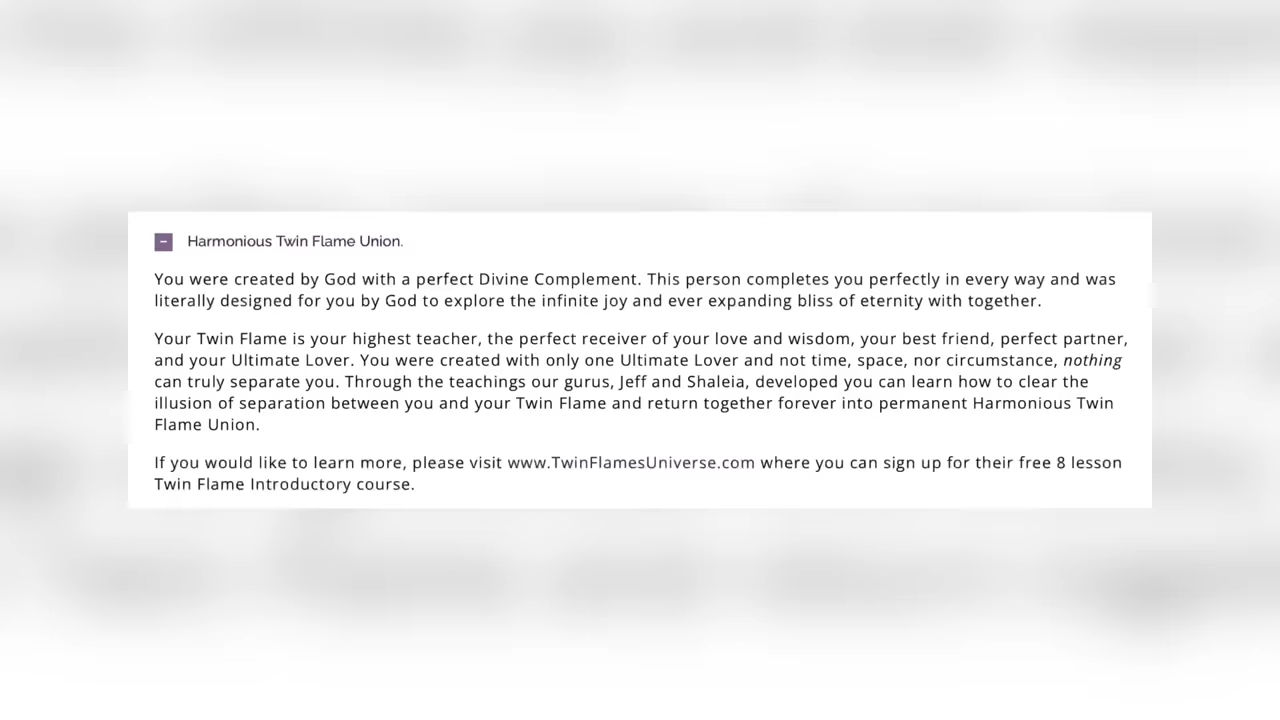 Harmonious Twin Flame Union.
You were created by God with a perfect Divine Complement. This person completes you perfectly in every way and was
literally designed for you by God to explore the infinite joy and ever expanding bliss of eternity with together.
Your Twin Flame is your highest teacher, the perfect receiver of your love and wisdom, your best friend, perfect partner,
and your Ultimate Lover. You were created with only one Ultimate Lover and not time, space, nor circumstance, nothing
can truly separate you. Through the teachings our gurus, Jeff and Shaleia, developed you can learn how to clear the
illusion of separation between you and your Twin Flame and return together forever into permanent Harmonious Twin
Flame Union.
If you would like to learn more, please visit www.TwinFlamesUniverse.com where you can sign up for their free 8 lesson
Twin Flame Introductory course.